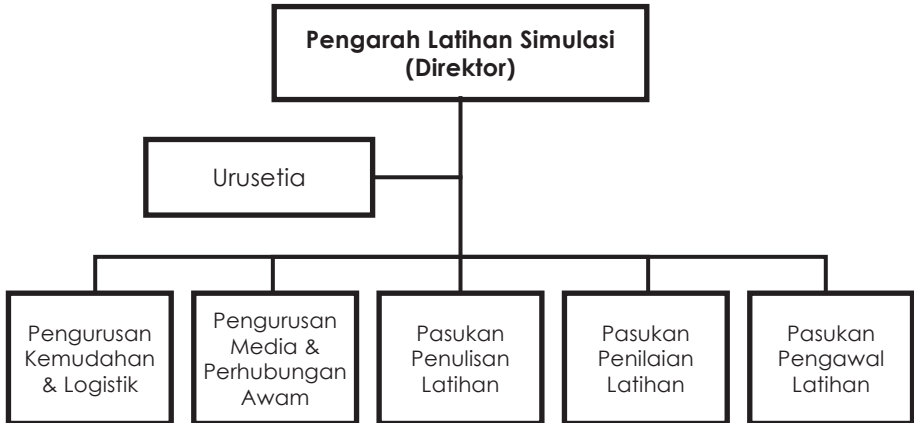 Pengarah Latihan Simulasi
(Direktor)
Urusetia
Pengurusan
Kemudahan
& Logistik
Pengurusan
Media &
Perhubungan
Awam
Pasukan
Penulisan
Latihan
Pasukan
Penilaian
Latihan
Pasukan
Pengawal
Latihan